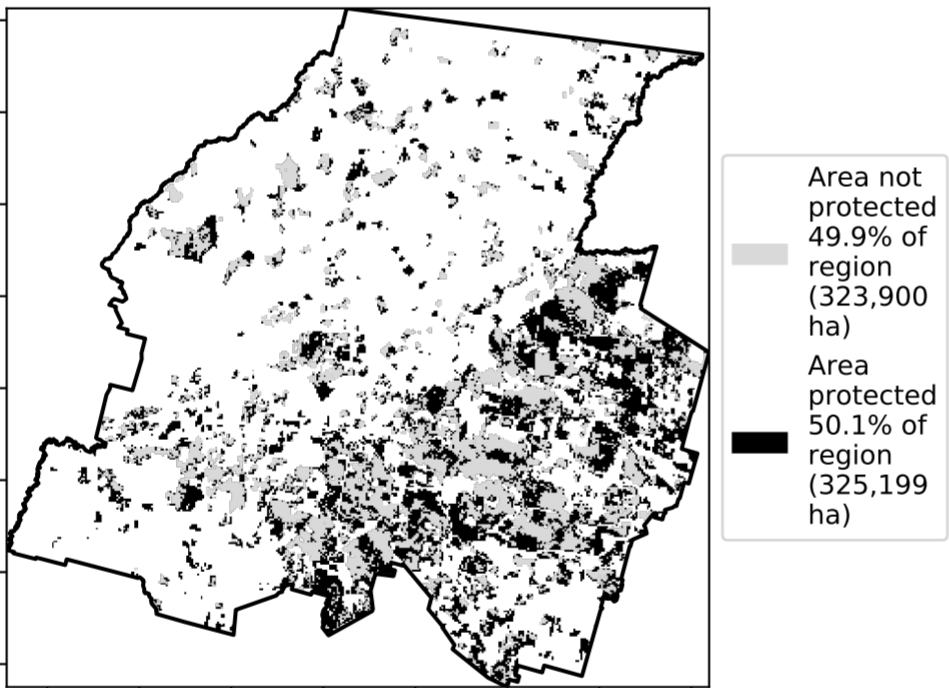 Area not
protected
49.9% of
region
(323,900
ha)
Area
protected
50.1% of
region
(325,199
ha)